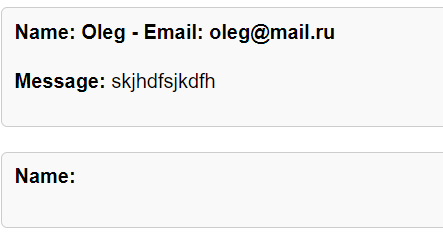 Name: Oleg - Email: oleg@mail.ru
Message: skjhdfsjkdfh
Name: